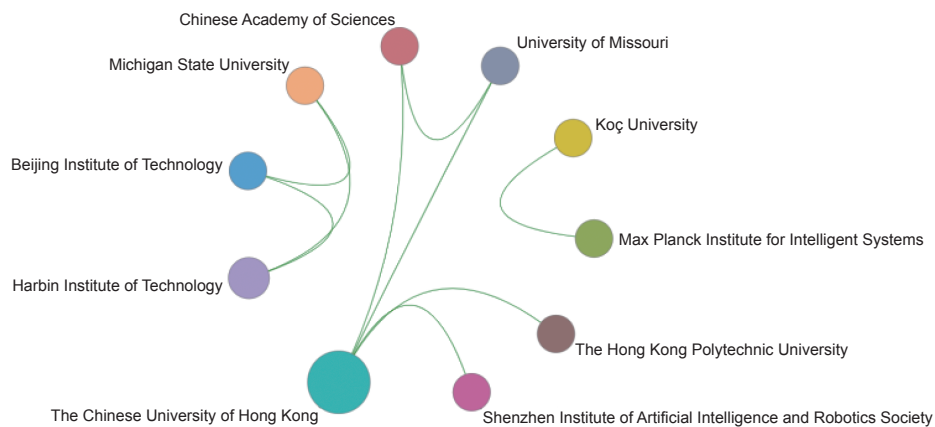 Chinese Academy of Sciences
University of Missouri
Michigan State University
Koç University
Beijing Institute of Technology
Max Planck Institute for Intelligent Systems
Harbin Institute of Technology
The Hong Kong Polytechnic University
The Chinese University of Hong Kong
Shenzhen Institute of Artificial Intelligence and Robotics Society